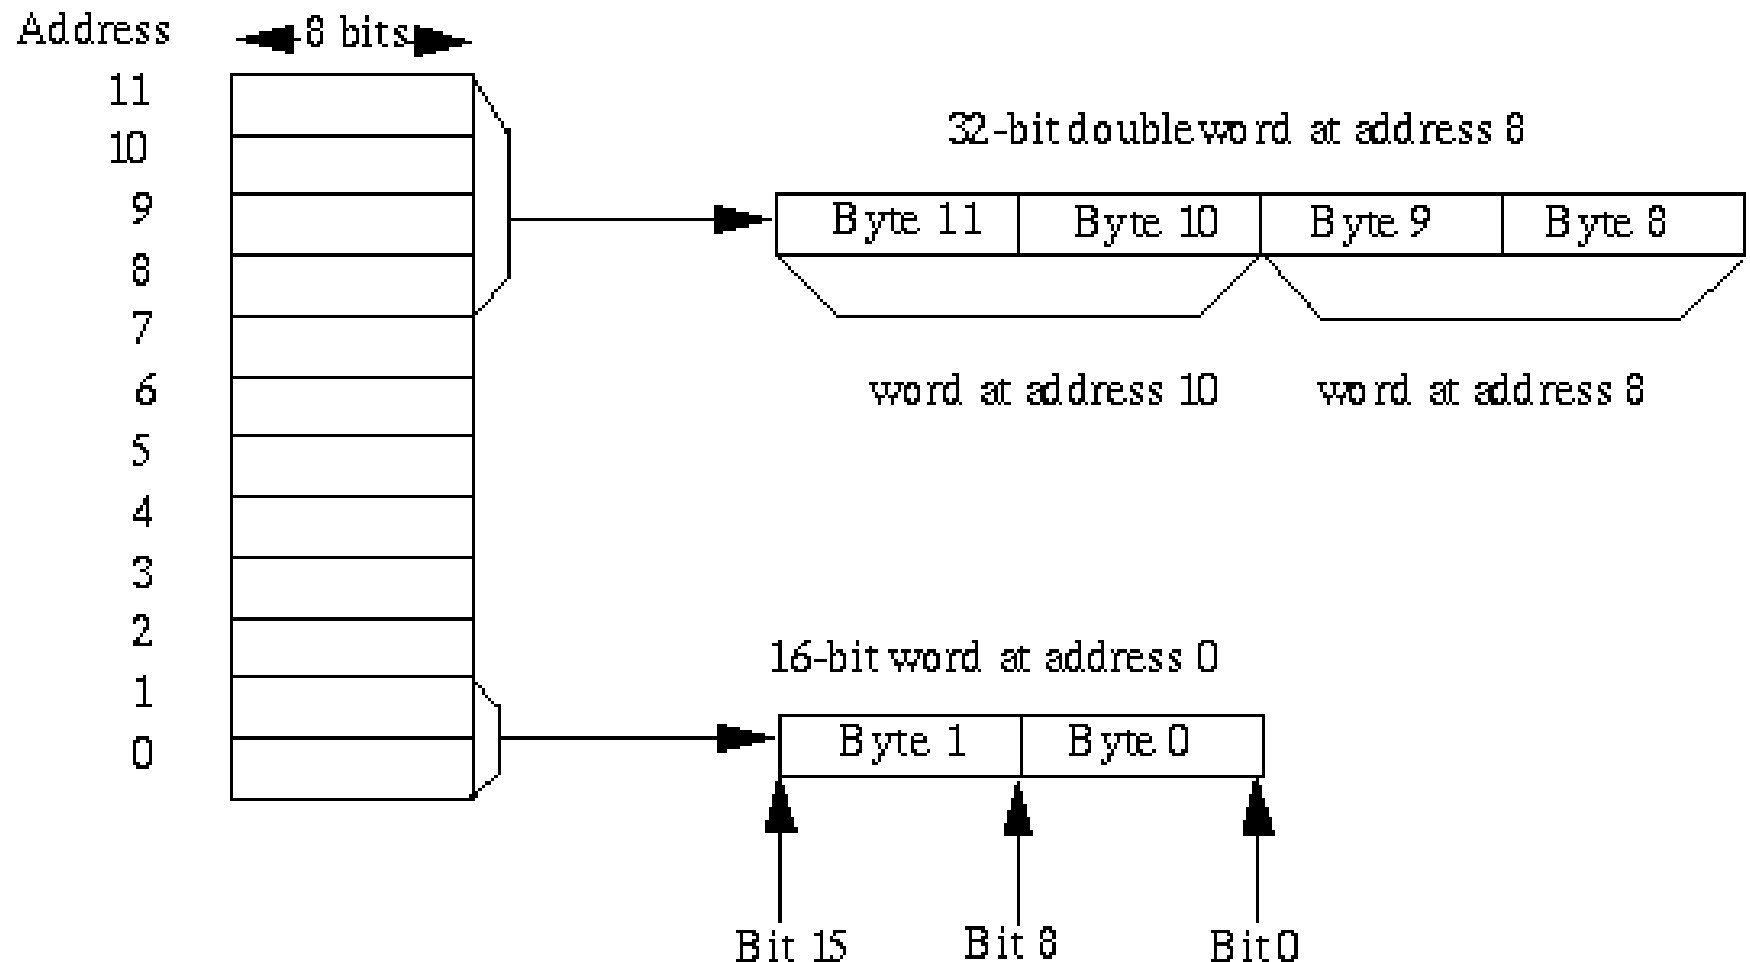 Address
8 bits
11
10
9
8
7
6
5
4
3
2
1
0
32-bit doubleword at address 8
Byte 11 Byte 10 Byte 9 Byte 8
word at address 10 word at address 8
16-bit word at address 0
Byte 1 Byte 0
Bit 15 Bit 8 Bit 0